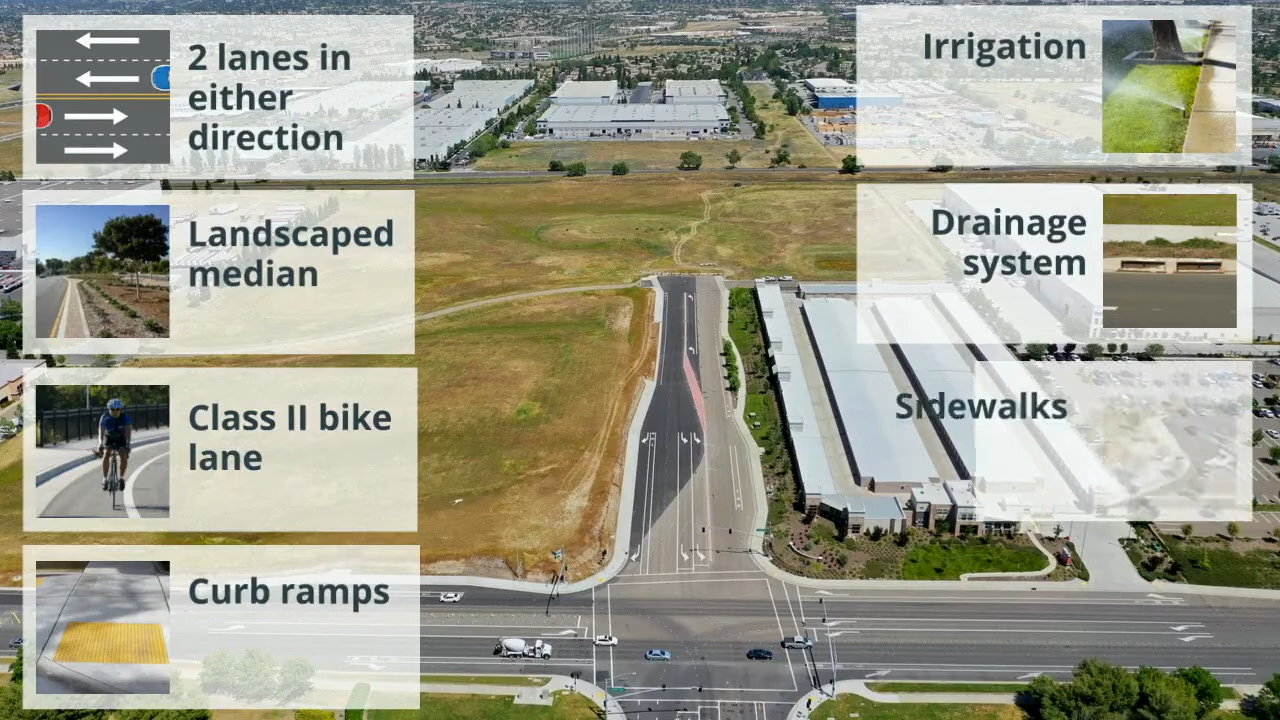 2 lanes in
either
direction
Landscaped
median
Class II bike
lane
Curb ramps
Irrigation
Drainage
system
Sidewalks